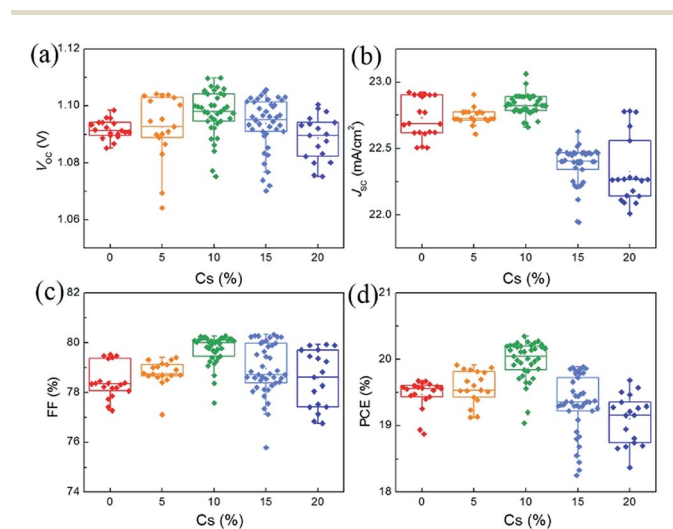 (a)
1.12
1.10
1.08
1.06
Voc (V)
0 5 10 15 20
Cs (%)
(b)
23.0
22.5
22.0
Jsc (mA/cm²)
0 5 10 15 20
Cs (%)
(c)
82
80
78
76
74
FF (%)
0 5 10 15 20
Cs (%)
(d)
21
20
19
18
PCE (%)
0 5 10 15 20
Cs (%)